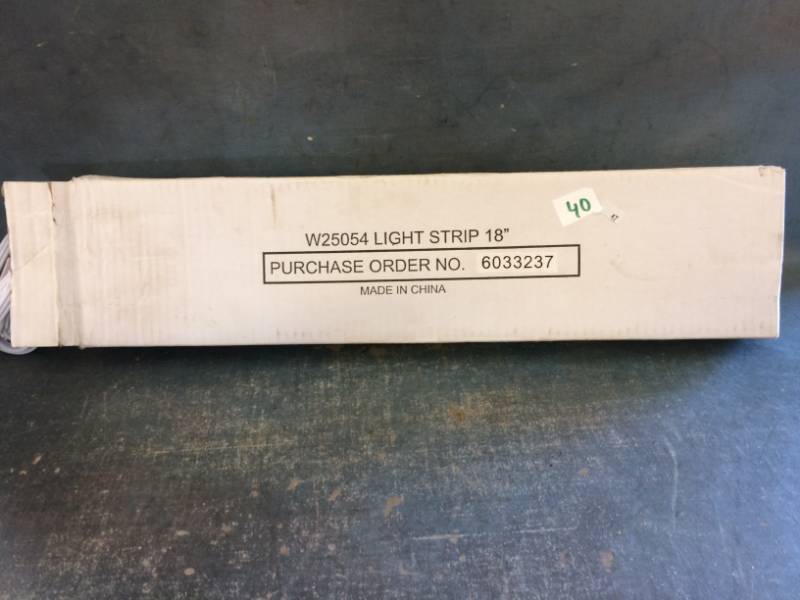 40
W25054 LIGHT STRIP 18"
PURCHASE ORDER NO. 6033237
MADE IN CHINA